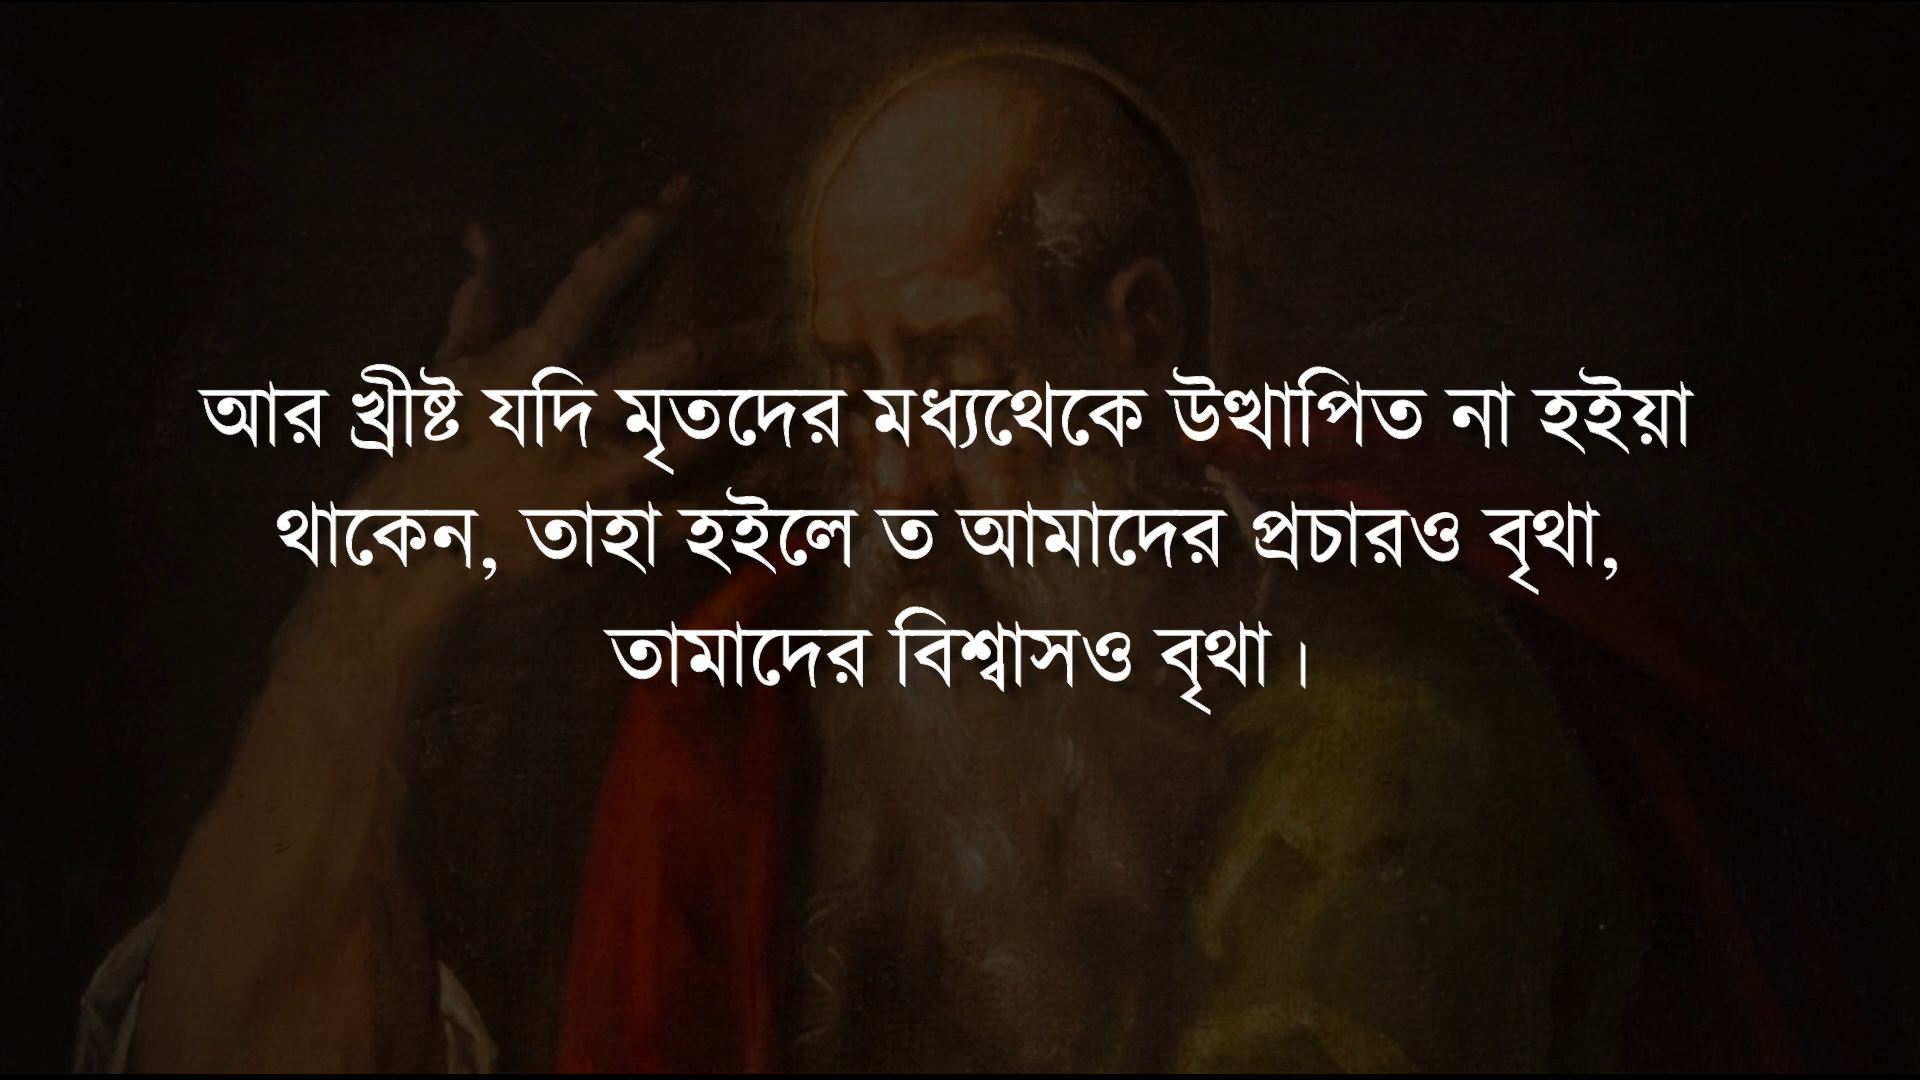 আর খ্রীষ্ট যদি মৃতদের মধ্যথেকে উত্থাপিত না হইয়া
থাকেন, তাহা হইলে ত আমাদের প্রচারও বৃথা,
তামাদের বিশ্বাসও বৃথা।